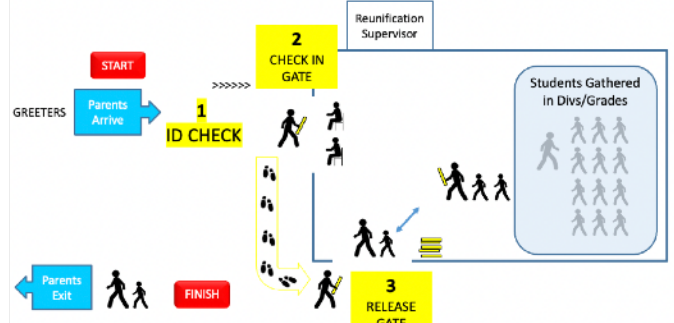 Reunification
Supervisor
2
CHECK IN
GATE
START
>>>>>>
GREETERS
Parents
Arrive
1
ID CHECK
Students Gathered
in Divs/Grades
Parents
Exit
FINISH
3
RELEASE
GATE